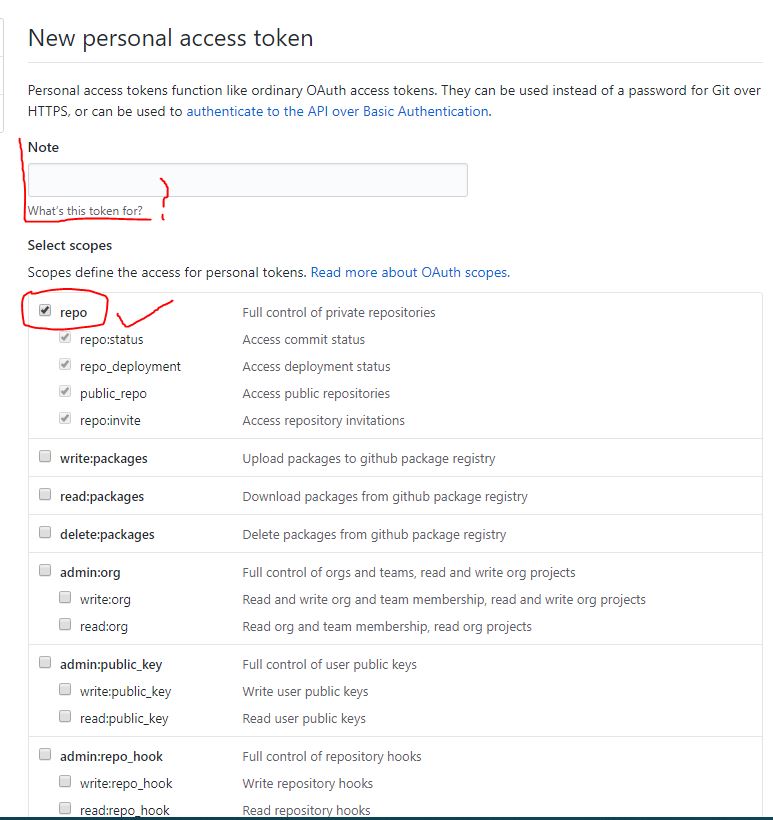 New personal access token
Personal access tokens function like ordinary OAuth access tokens. They can be used instead of a password for Git over
HTTPS, or can be used to authenticate to the API over Basic Authentication.
Note
What's this token for?
?
Select scopes
Scopes define the access for personal tokens. Read more about OAuth scopes.
repo Full control of private repositories
repo:status Access commit status
repo_deployment Access deployment status
public_repo Access public repositories
repo:invite Access repository invitations
write:packages Upload packages to github package registry
read:packages Download packages from github package registry
delete:packages Delete packages from github package registry
admin:org Full control of orgs and teams, read and write org projects
write:org Read and write org and team membership, read and write org projects
read:org Read org and team membership, read org projects
admin:public_key Full control of user public keys
write:public_key Write user public keys
read:public_key Read user public keys
admin:repo_hook Full control of repository hooks
write:repo_hook Write repository hooks
read:repo_hook Read repository hooks